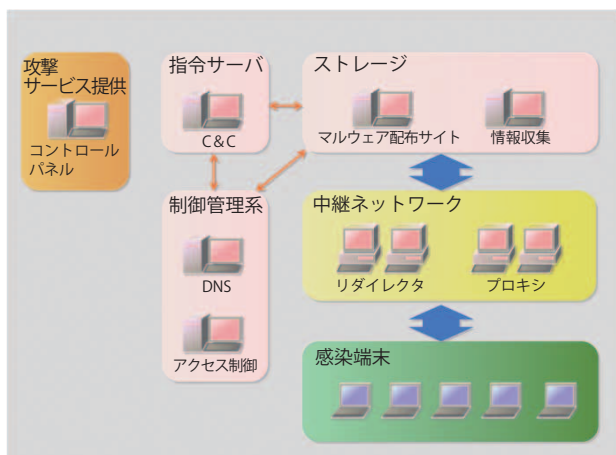 攻撃
サービス提供
コントロール
パネル
指令サーバ
C&C
ストレージ
マルウェア配布サイト
情報収集
制御管理系
DNS
アクセス制御
中継ネットワーク
リダイレクタ
プロキシ
感染端末